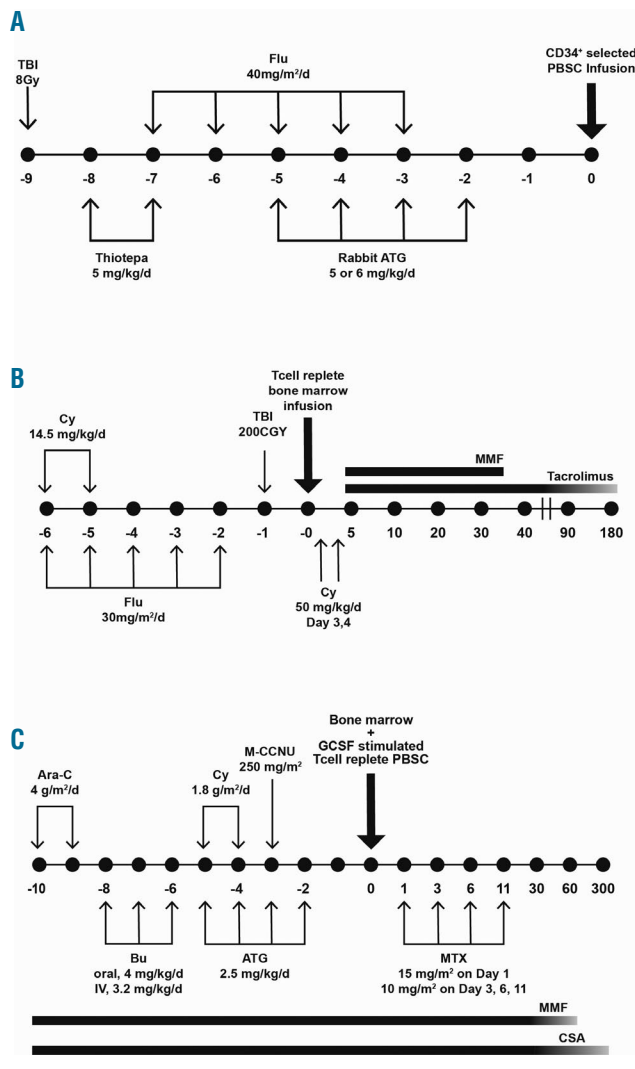 A
TBI
8Gy
Flu
40mg/m²/d
CD34⁺ selected
PBSC Infusion
-9 -8 -7 -6 -5 -4 -3 -2 -1 0
Thiotepa
5 mg/kg/d
Rabbit ATG
5 or 6 mg/kg/d
B
Cy
14.5 mg/kg/d
TBI
200CGY
Tcell replete
bone marrow
infusion
MMF
Tacrolimus
-6 -5 -4 -3 -2 -1 -0 5 10 20 30 40 90 180
Flu
30mg/m²/d
Cy
50 mg/kg/d
Day 3,4
C
Ara-C
4 g/m²/d
Cy
1.8 g/m²/d
M-CCNU
250 mg/m²
Bone marrow
+
GCSF stimulated
Tcell replete PBSC
-10 -8 -6 -4 -2 0 1 3 6 11 30 60 300
Bu
oral, 4 mg/kg/d
IV, 3.2 mg/kg/d
ATG
2.5 mg/kg/d
MTX
15 mg/m² on Day 1
10 mg/m² on Day 3, 6, 11
MMF
CSA